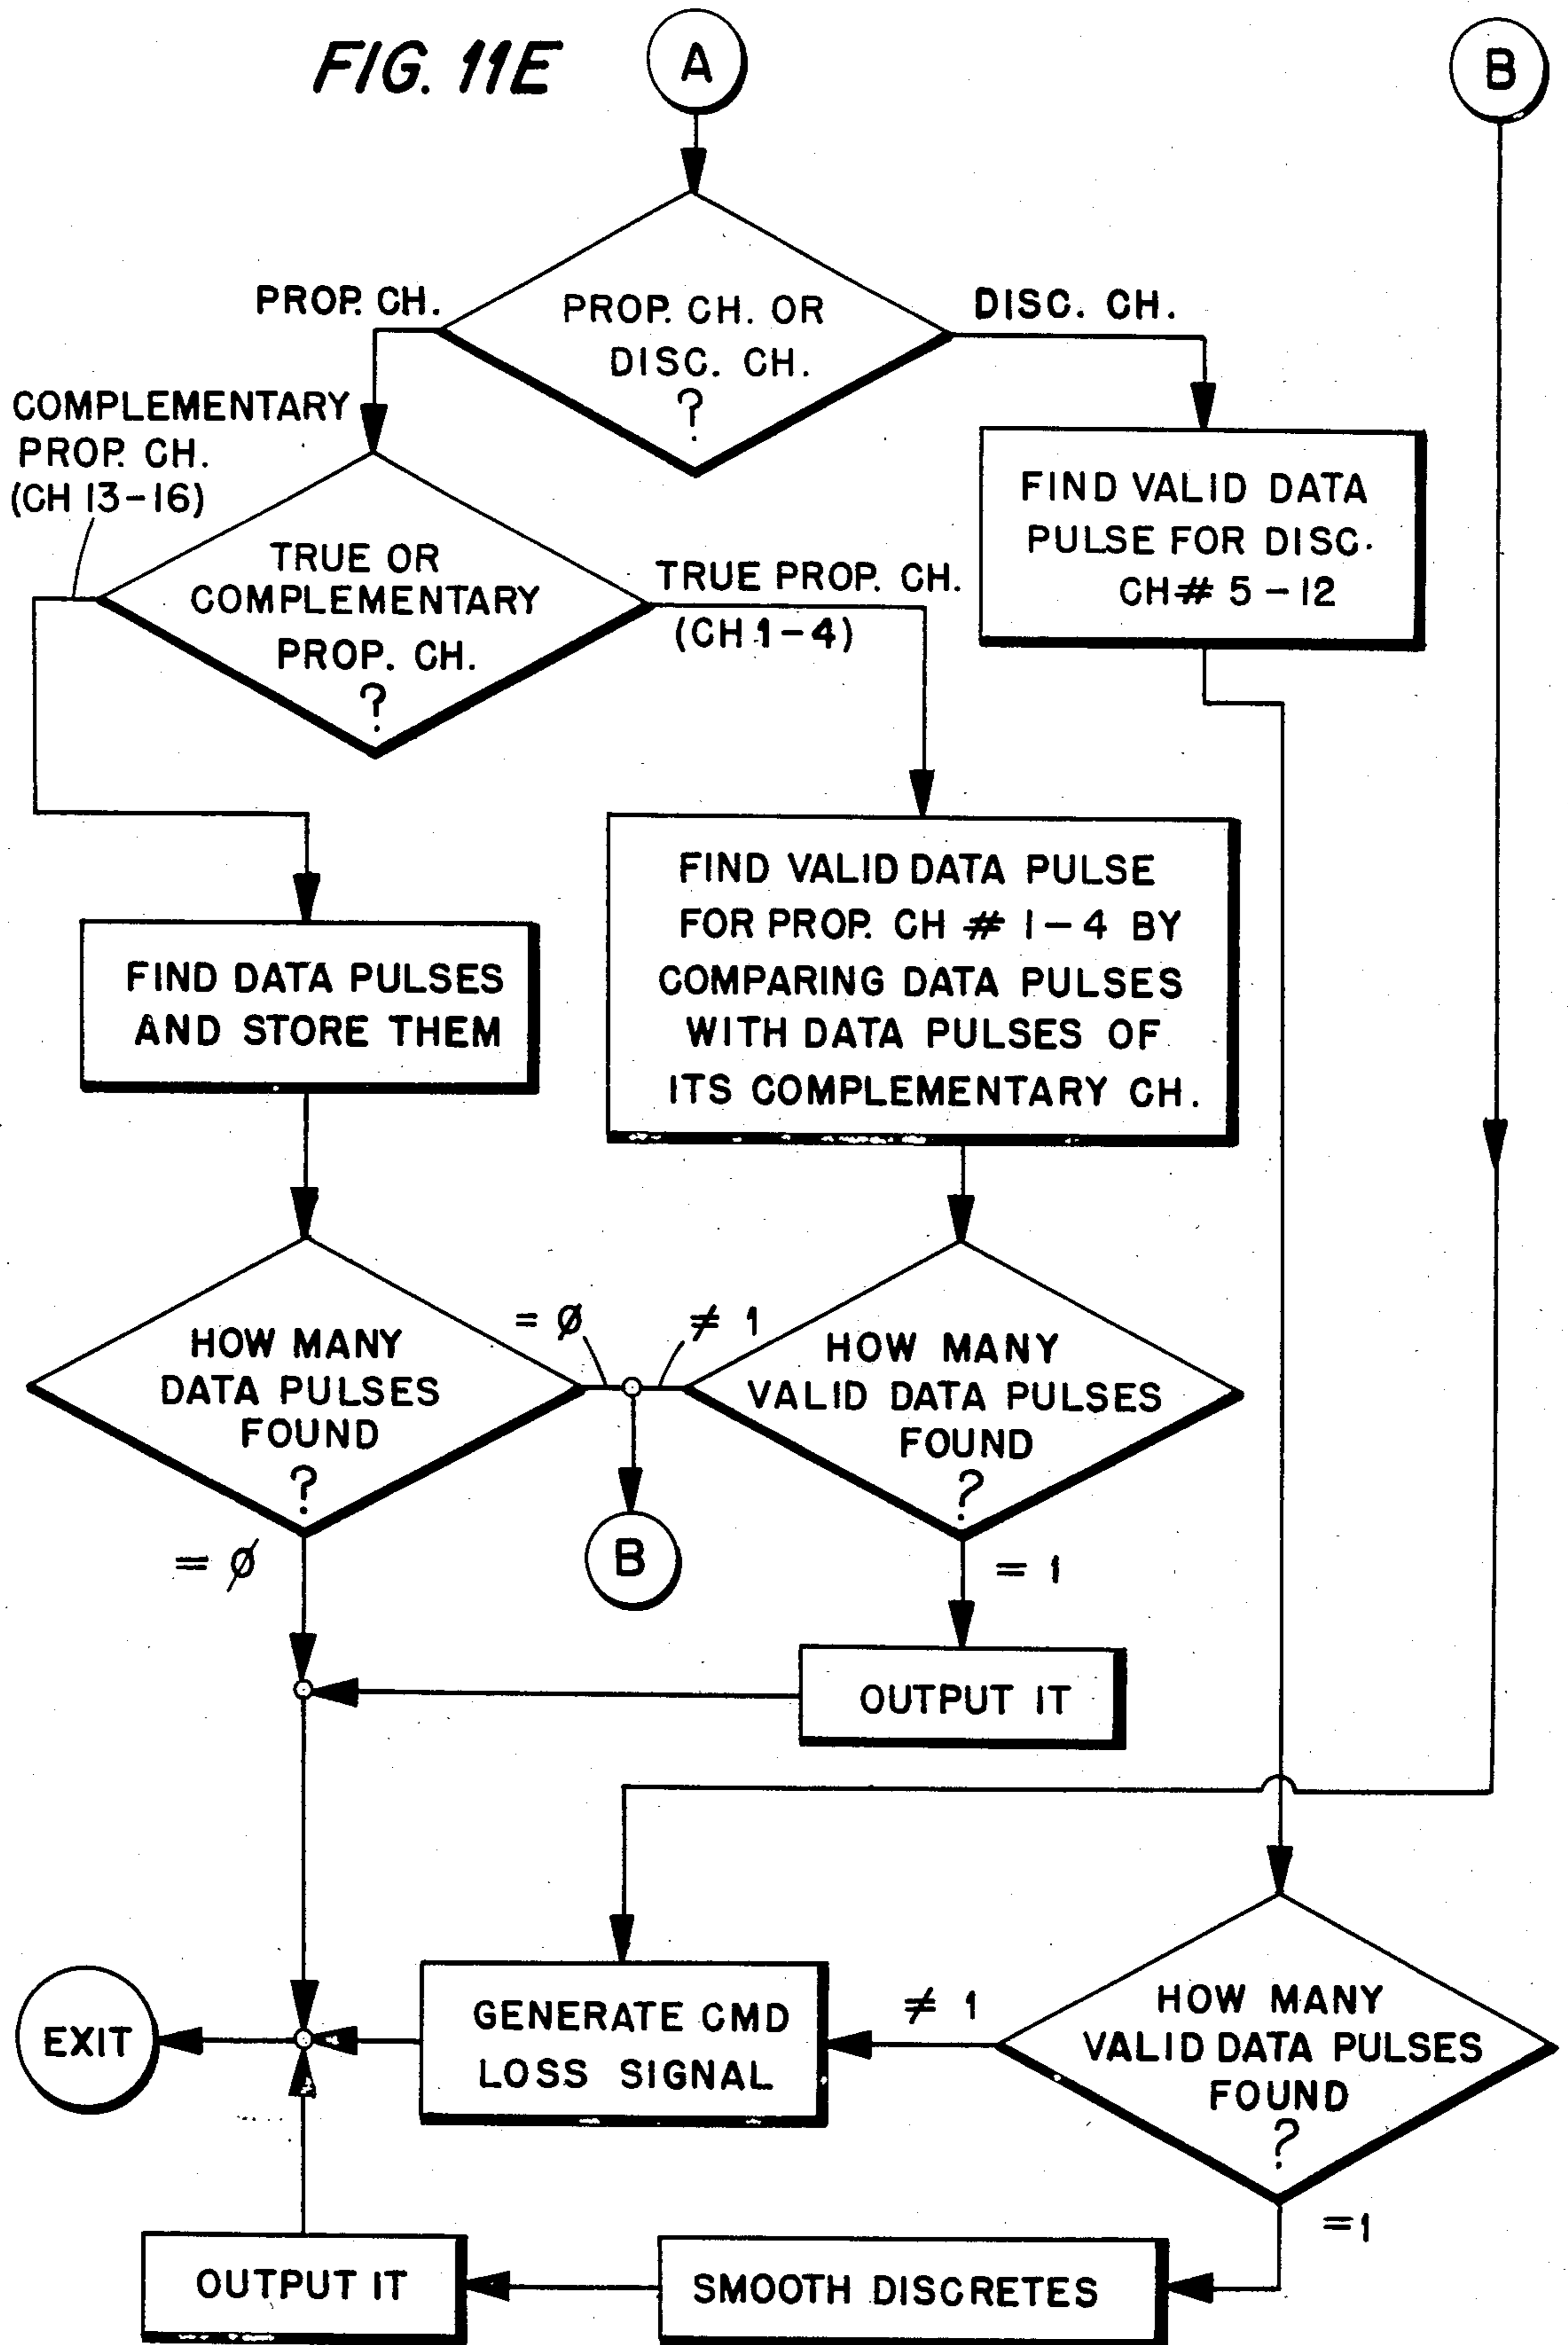 FIG. 11E
A
B
PROP. CH.
PROP. CH. OR
DISC. CH.
?
DISC. CH.
COMPLEMENTARY
PROP. CH.
(CH 13-16)
TRUE OR
COMPLEMENTARY
PROP. CH.
?
TRUE PROP. CH.
(CH 1-4)
FIND VALID DATA
PULSE FOR DISC.
CH# 5-12
FIND DATA PULSES
AND STORE THEM
FIND VALID DATA PULSE
FOR PROP. CH # 1-4 BY
COMPARING DATA PULSES
WITH DATA PULSES OF
ITS COMPLEMENTARY CH.
HOW MANY
DATA PULSES
FOUND
?
= Ø
≠ 1
HOW MANY
VALID DATA PULSES
FOUND
?
B
= Ø
= 1
OUTPUT IT
EXIT
GENERATE CMD
LOSS SIGNAL
≠ 1
HOW MANY
VALID DATA PULSES
FOUND
?
=1
OUTPUT IT
SMOOTH DISCRETES